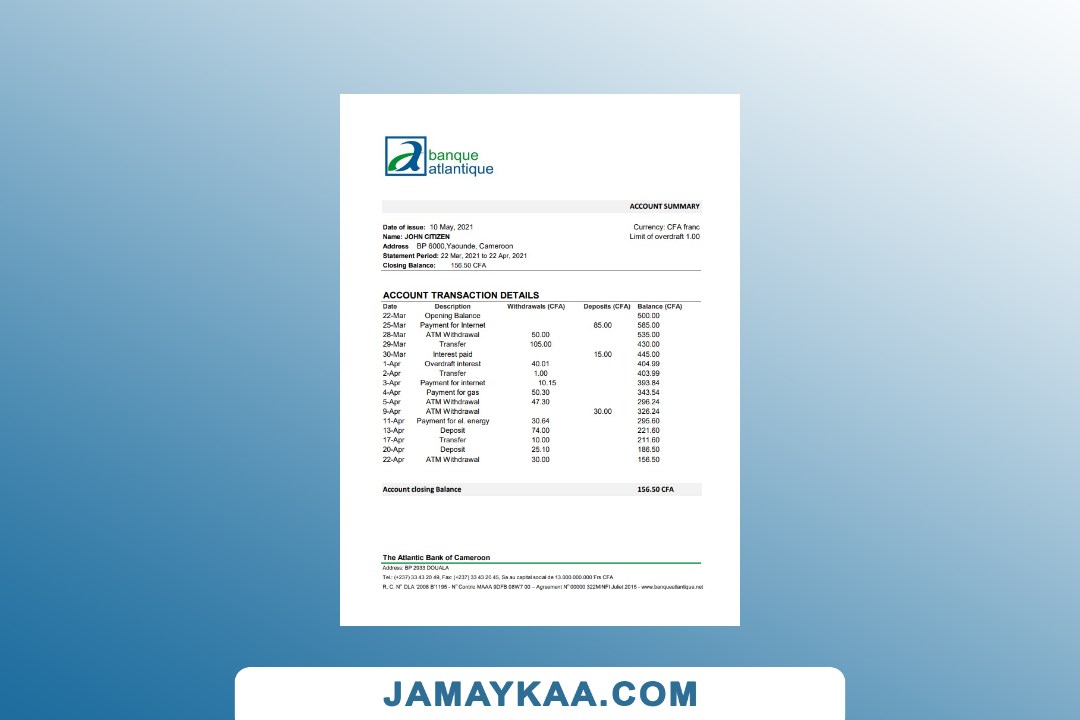 banque
atlantique
ACCOUNT SUMMARY
Date of issue: 10 May, 2021
Currency: CFA franc
Name: JOHN CITIZEN
Limit of overdraft 1.00
Address BP 6000,Yaounde, Cameroon
Statement Period: 22 Mar, 2021 to 22 Apr, 2021
Closing Balance: 156.50 CFA
ACCOUNT TRANSACTION DETAILS
Date Description Withdrawals (CFA) Deposits (CFA) Balance (CFA)
22-Mar Opening Balance 500.00
25-Mar Payment for Internet 85.00 585.00
28-Mar ATM Withdrawal 50.00 535.00
29-Mar Transfer 105.00 430.00
30-Mar Interest paid 15.00 445.00
1-Apr Overdraft interest 40.01 404.99
2-Apr Transfer 1.00 403.99
3-Apr Payment for internet 10.15 393.84
4-Apr Payment for gas 50.30 343.54
5-Apr ATM Withdrawal 47.30 296.24
9-Apr ATM Withdrawal 30.00 326.24
11-Apr Payment for el. energy 30.64 295.60
13-Apr Deposit 74.00 221.60
17-Apr Transfer 10.00 211.60
20-Apr Deposit 25.10 186.50
22-Apr ATM Withdrawal 30.00 156.50
Account closing Balance 156.50 CFA
The Atlantic Bank of Cameroon
Address: BP 2933 DOUALA
Tel.: (+237) 33 43 20 49, Fax: (+237) 33 43 20 45, Sa au capital social de 13.000.000.000 Frs CFA
R. C. N° DLA '2008 B'1195 - N° Contrib MAAA 9DFB 08W7 00 – Agreement N° 00000 322MINFI Juliet 2015 - www.banqueatlantique.net
JAMAYKAA.COM